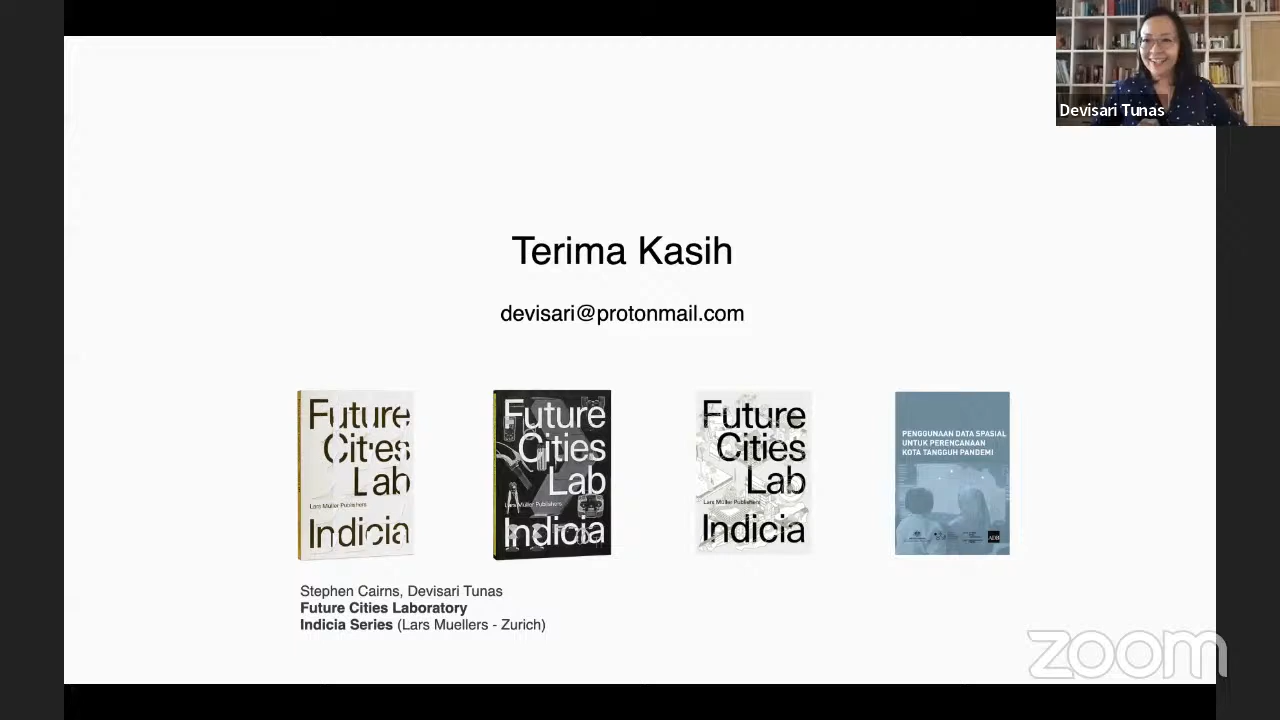 Devisari Tunas
Terima Kasih
devisari@protonmail.com
Future
Cities
Lab
Lars Müller Publishers
Indicia
Future
Cities
Lab
Lars Müller Publishers
Indicia
Future
Cities
Lab
Lars Müller Publishers
Indicia
PENGGUNAAN DATA SPASIAL
UNTUK PERENCANAAN
KOTA TANGGUH PANDEMI
ADB
Stephen Cairns, Devisari Tunas
Future Cities Laboratory
Indicia Series (Lars Muellers - Zurich)
zoom